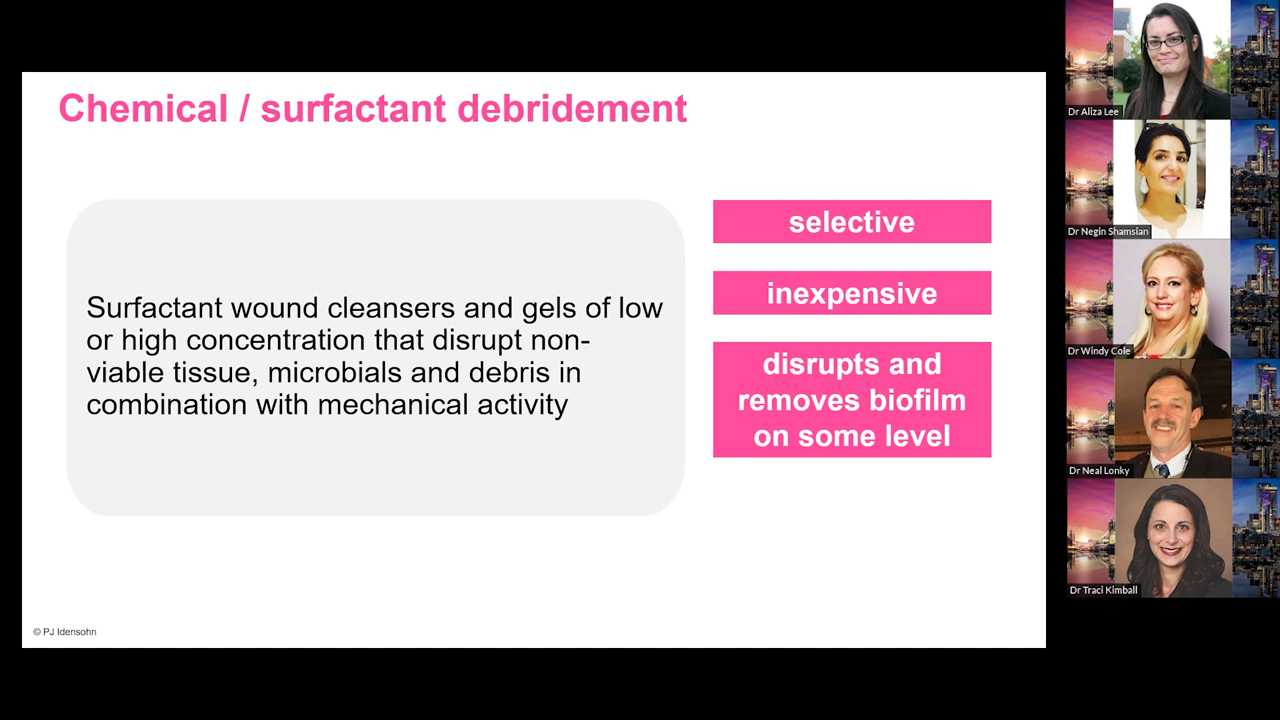 Chemical / surfactant debridement
Surfactant wound cleansers and gels of low
or high concentration that disrupt non-
viable tissue, microbials and debris in
combination with mechanical activity
selective
inexpensive
disrupts and
removes biofilm
on some level
© PJ Idensohn
Dr Aliza Lee
Dr Negin Shamsian
Dr Windy Cole
Dr Neal Lonky
Dr Traci Kimball